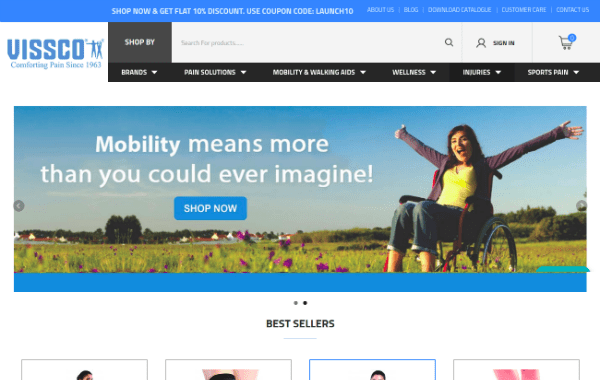 SHOP NOW & GET FLAT 10% DISCOUNT. USE COUPON CODE: LAUNCH10
ABOUT US | BLOG | DOWNLOAD CATALOGUE | CUSTOMER CARE | CONTACT US
VISSCO
Comforting Pain Since 1963
SHOP BY
Search For products.....
SIGN IN
0
BRANDS
PAIN SOLUTIONS
MOBILITY & WALKING AIDS
WELLNESS
INJURIES
SPORTS PAIN
Mobility means more
than you could ever imagine!
SHOP NOW
BEST SELLERS